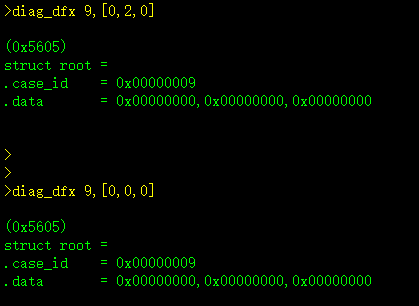 >diag_dfx 9,[0,2,0]
(0x5605)
struct root =
.case_id    = 0x00000009
.data       = 0x00000000,0x00000000,0x00000000
>
>
>diag_dfx 9,[0,0,0]
(0x5605)
struct root =
.case_id    = 0x00000009
.data       = 0x00000000,0x00000000,0x00000000